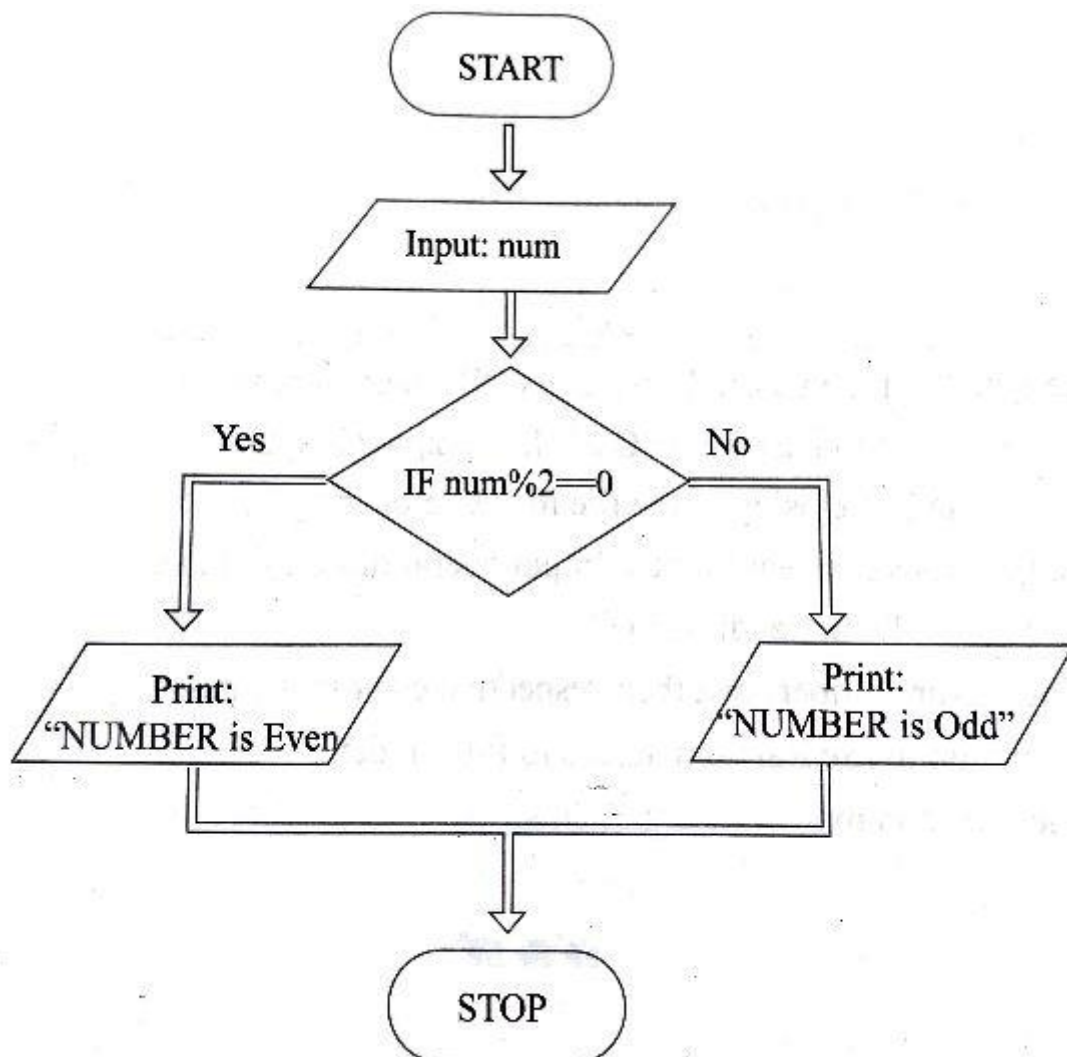 START
Input: num
Yes
No
IF num%2==0
Print:
“NUMBER is Even
Print:
“NUMBER is Odd”
STOP